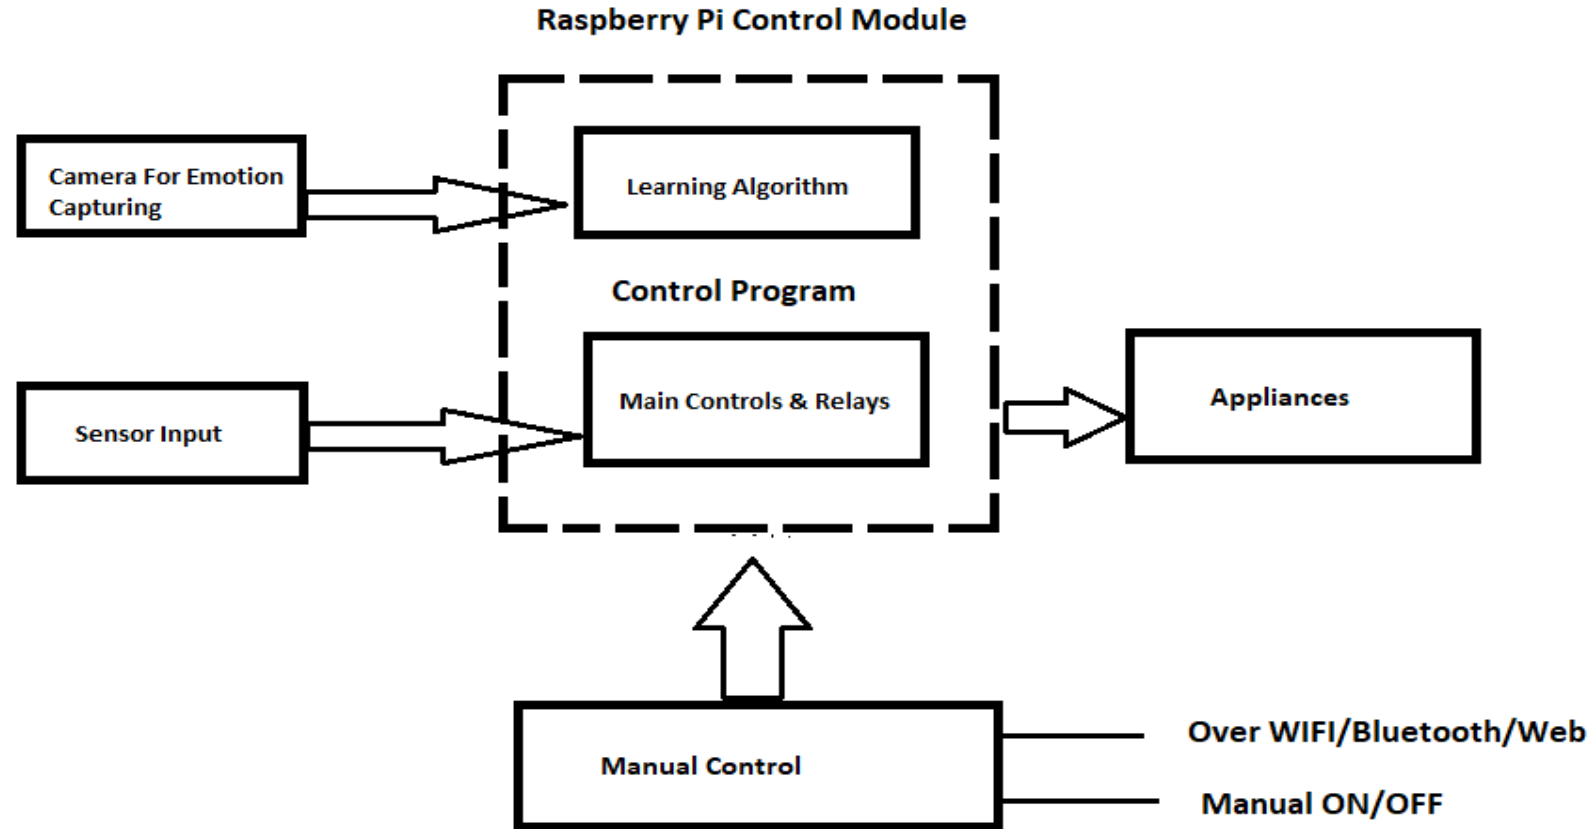 Raspberry Pi Control Module
Camera For Emotion
Capturing
Learning Algorithm
Control Program
Sensor Input
Main Controls & Relays
Appliances
Manual Control
Over WIFI/Bluetooth/Web
Manual ON/OFF